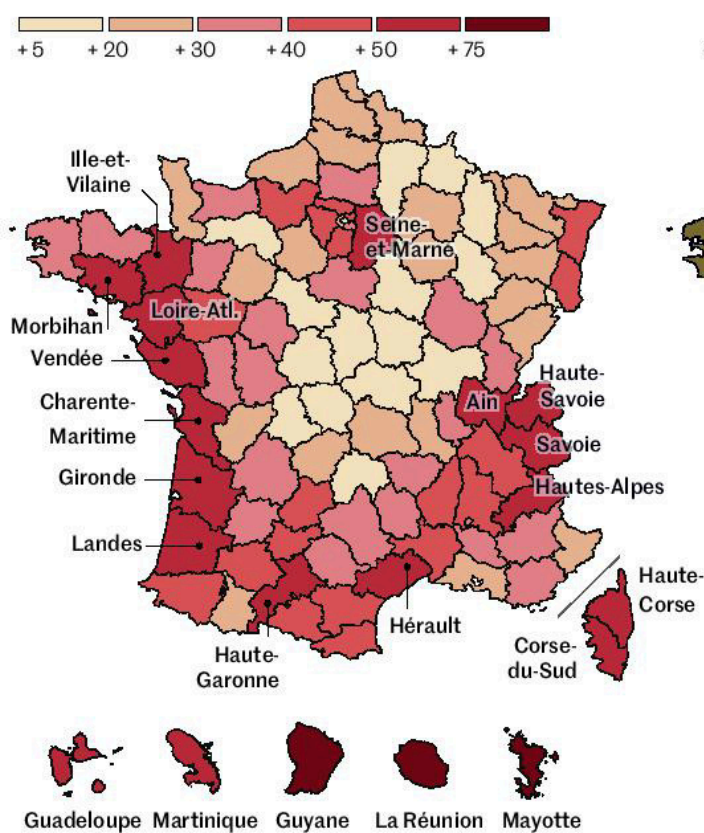 + 5 + 20 + 30 + 40 + 50 + 75
Ille-et-
Vilaine
Seine-
et-Marne
Loire-Atl.
Morbihan
Vendée
Charente-
Maritime
Gironde
Landes
Haute-
Savoie
Ain
Savoie
Hautes-Alpes
Haute-
Corse
Hérault
Corse-
du-Sud
Haute-
Garonne
Guadeloupe Martinique Guyane La Réunion Mayotte